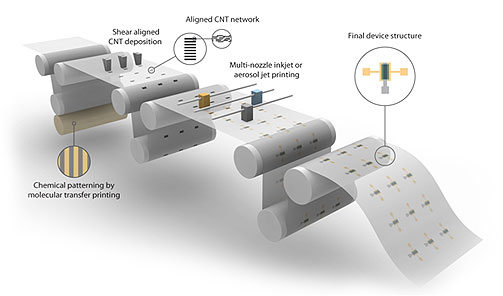 Shear aligned
CNT deposition
Aligned CNT network
Multi-nozzle inkjet or
aerosol jet printing
Final device structure
Chemical patterning by
molecular transfer printing